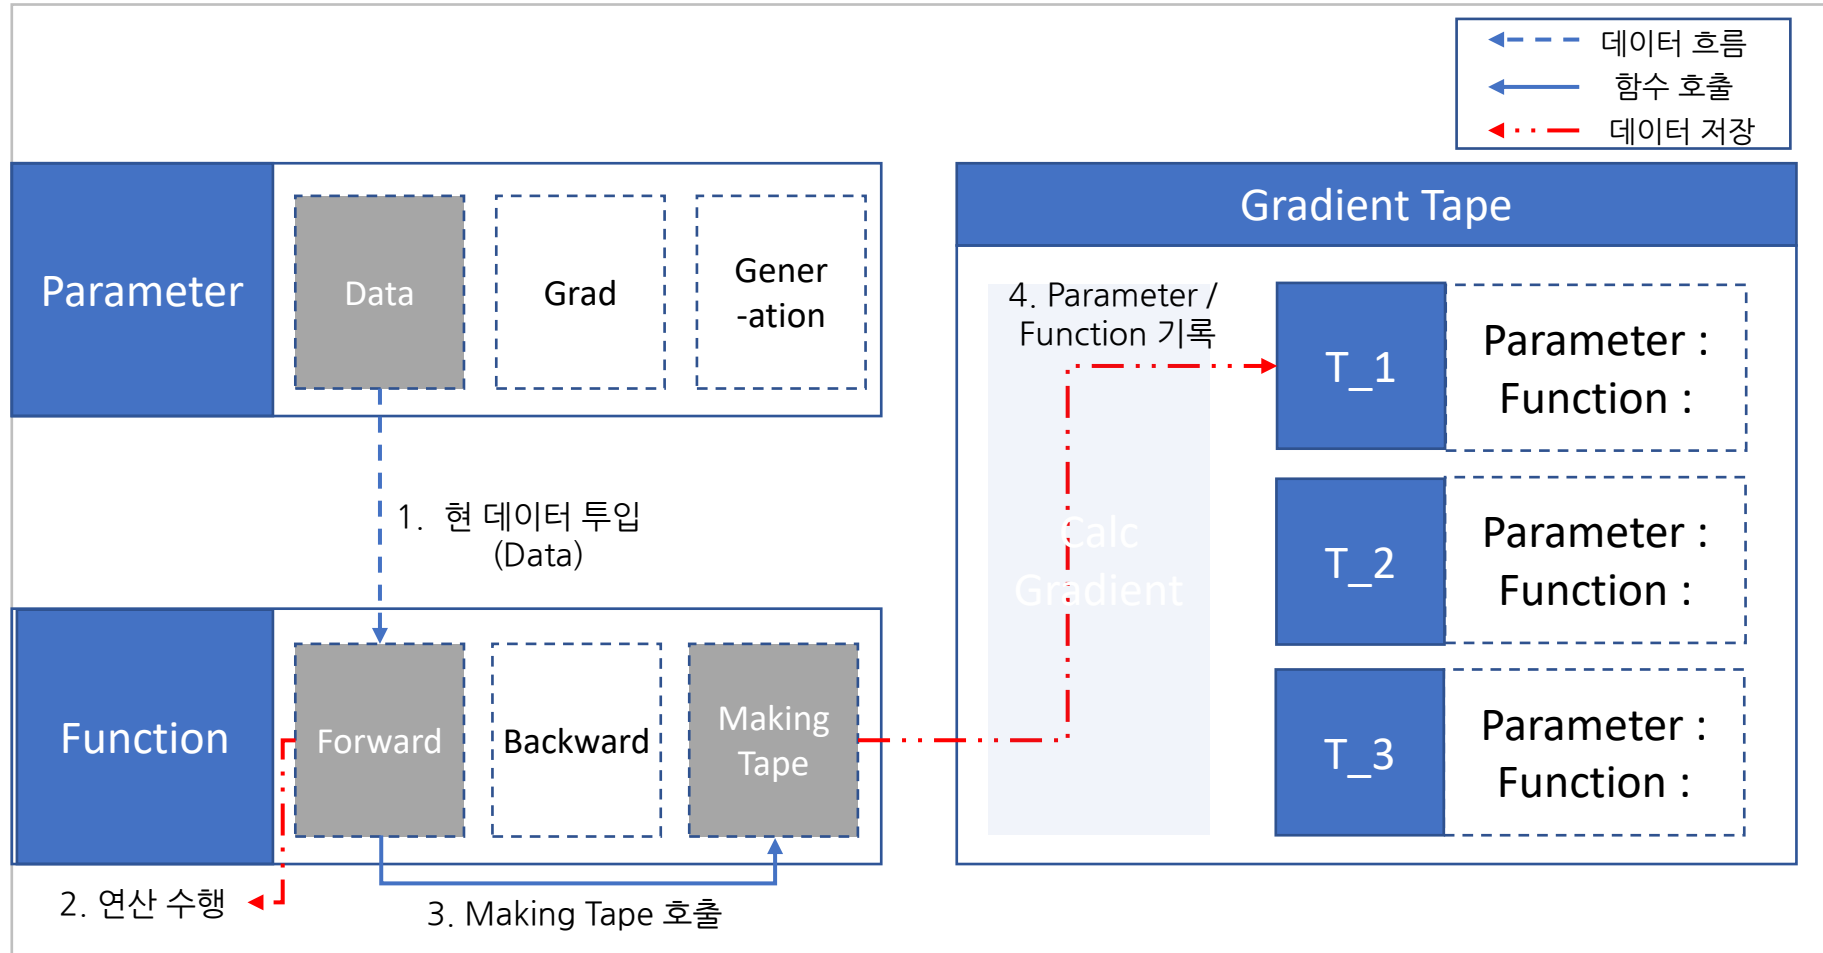 데이터 흐름
함수 호출
데이터 저장
Parameter
Data
Grad
Gener
-ation
Gradient Tape
4. Parameter /
Function 기록
Calc
Gradient
T_1
Parameter :
Function :
T_2
Parameter :
Function :
T_3
Parameter :
Function :
1. 현 데이터 투입
(Data)
Function
Forward
Backward
Making
Tape
2. 연산 수행
3. Making Tape 호출